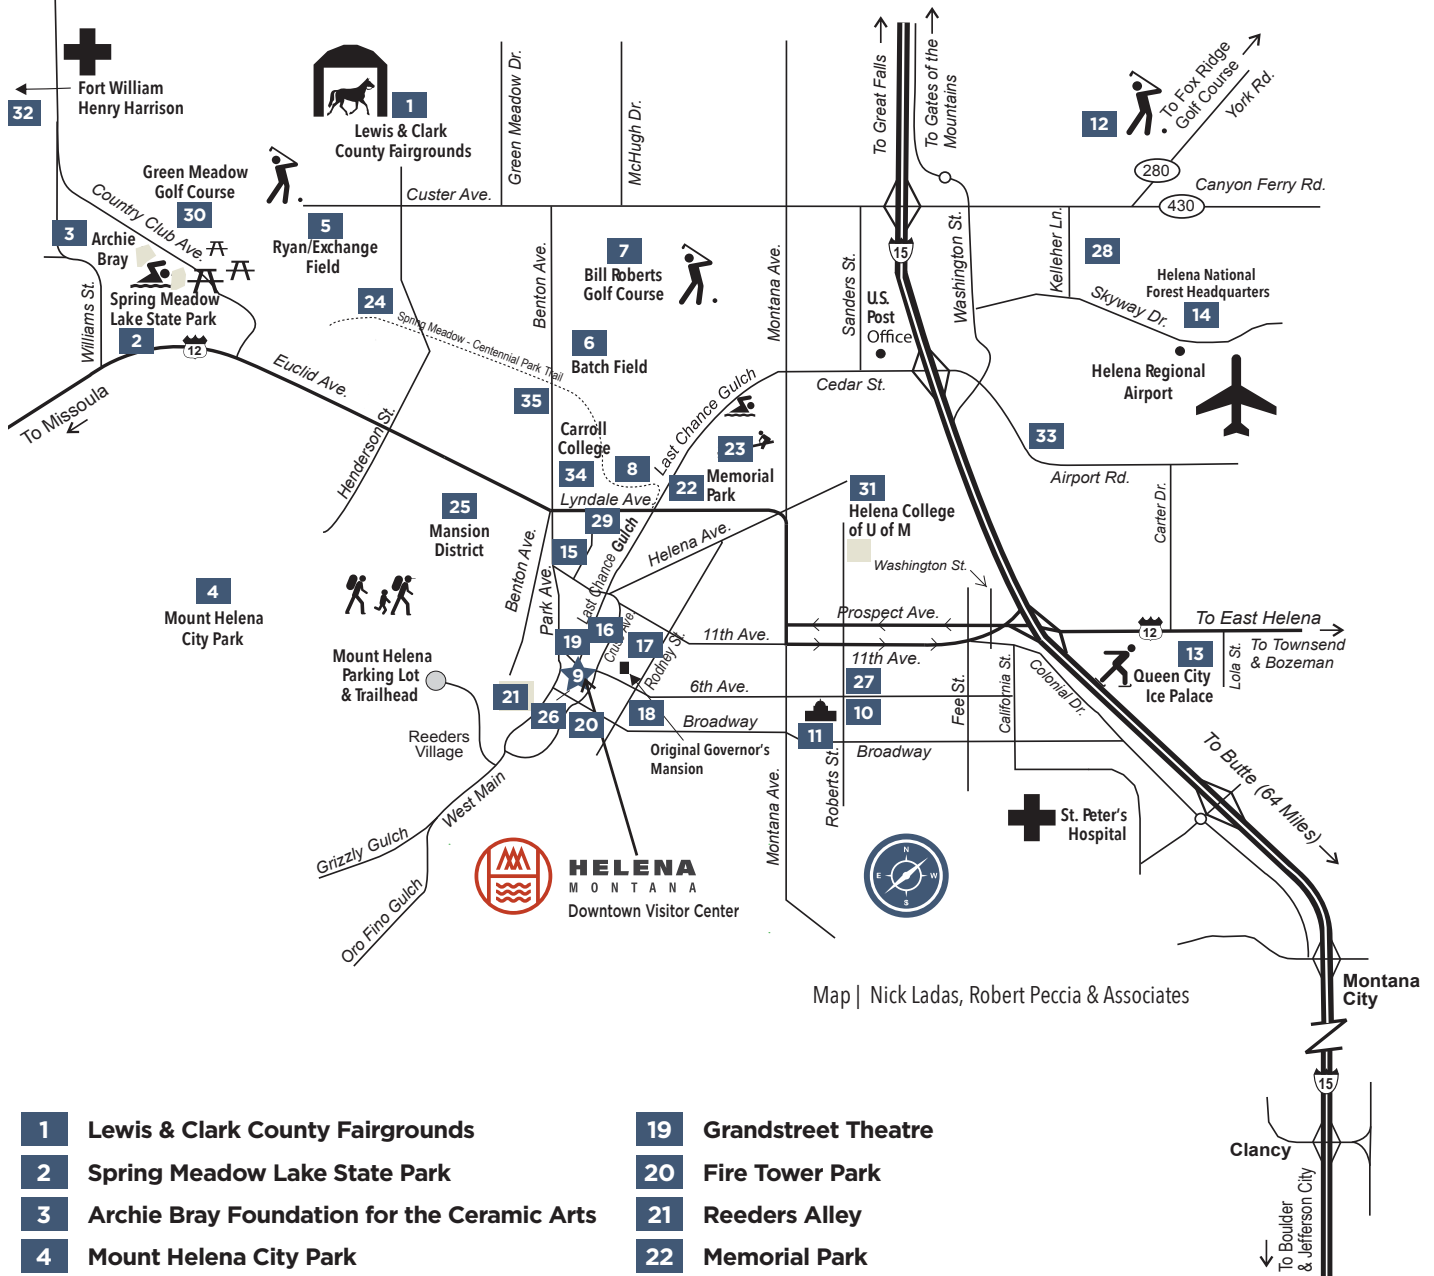 Fort William
Henry Harrison
32
1
Lewis & Clark
County Fairgrounds
Green Meadow Dr.
McHugh Dr.
To Great Falls
To Gates of the
Mountains
12
To Fox Ridge
Golf Course
York Rd.
280
Canyon Ferry Rd.
430
Green Meadow
Golf Course
30
Country Club Ave.
Custer Ave.
5
Ryan/Exchange
Field
3
Archie
Bray
Spring Meadow
Lake State Park
2
Williams St.
12
24
Spring Meadow - Centennial Park Trail
Benton Ave.
7
Bill Roberts
Golf Course
6
Batch Field
Montana Ave.
Sanders St.
U.S.
Post
Office
15
Washington St.
Kelleher Ln.
28
Helena National
Forest Headquarters
14
Skyway Dr.
Helena Regional
Airport
Euclid Ave.
To Missoula
Henderson St.
35
Carroll
College
34
8
Last Chance Gulch
Cedar St.
23
Memorial
Park
22
33
Airport Rd.
Carter Dr.
Lyndale Ave.
29
25
Mansion
District
31
Helena College
of U of M
Washington St.
15
Helena Ave.
Last Chance Gulch
Benton Ave.
Park Ave.
4
Mount Helena
City Park
Prospect Ave.
To East Helena
12
To Townsend
& Bozeman
11th Ave.
11th Ave.
16
19
17
Rodney St.
13
Queen City
Ice Palace
Lola St.
Mount Helena
Parking Lot
& Trailhead
9
27
6th Ave.
Fee St.
California St.
Colonial Dr.
21
26
20
18
10
11
Broadway
Broadway
Reeders
Village
Original Governor's
Mansion
Roberts St.
Montana Ave.
To Butte (64 Miles)
West Main
St. Peter's
Hospital
Grizzly Gulch
Oro Fino Gulch
HELENA
MONTANA
Downtown Visitor Center
N
E
W
S
Map | Nick Ladas, Robert Peccia & Associates
Montana
City
15
Clancy
To Boulder
& Jefferson City
1 Lewis & Clark County Fairgrounds
2 Spring Meadow Lake State Park
3 Archie Bray Foundation for the Ceramic Arts
4 Mount Helena City Park
19 Grandstreet Theatre
20 Fire Tower Park
21 Reeders Alley
22 Memorial Park